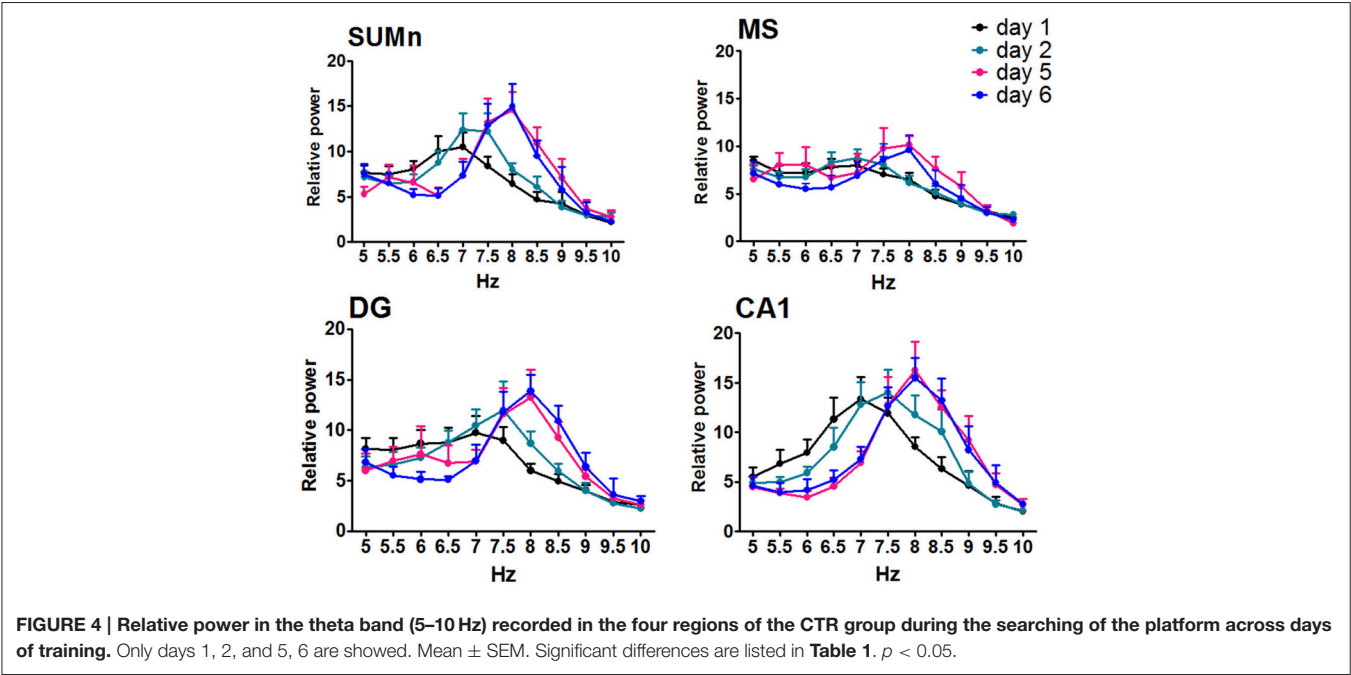 SUMn
20
15
10
5
0
Relative power
5 5.5 6 6.5 7 7.5 8 8.5 9 9.5 10
Hz
MS
20
15
10
5
0
Relative power
5 5.5 6 6.5 7 7.5 8 8.5 9 9.5 10
Hz
day 1
day 2
day 5
day 6
DG
20
15
10
5
0
Relative power
5 5.5 6 6.5 7 7.5 8 8.5 9 9.5 10
Hz
CA1
20
15
10
5
0
Relative power
5 5.5 6 6.5 7 7.5 8 8.5 9 9.5 10
Hz
FIGURE 4 | Relative power in the theta band (5–10 Hz) recorded in the four regions of the CTR group during the searching of the platform across days
of training. Only days 1, 2, and 5, 6 are showed. Mean ± SEM. Significant differences are listed in Table 1. p < 0.05.